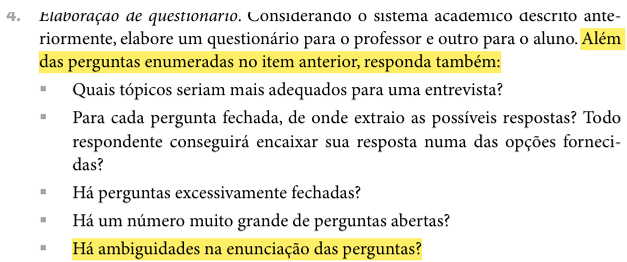 4. Elaboração de questionário. Considerando o sistema acadêmico descrito ante-
riormente, elabore um questionário para o professor e outro para o aluno. Além
das perguntas enumeradas no item anterior, responda também:
▪ Quais tópicos seriam mais adequados para uma entrevista?
▪ Para cada pergunta fechada, de onde extraio as possíveis respostas? Todo
respondente conseguirá encaixar sua resposta numa das opções forneci-
das?
▪ Há perguntas excessivamente fechadas?
▪ Há um número muito grande de perguntas abertas?
▪ Há ambiguidades na enunciação das perguntas?